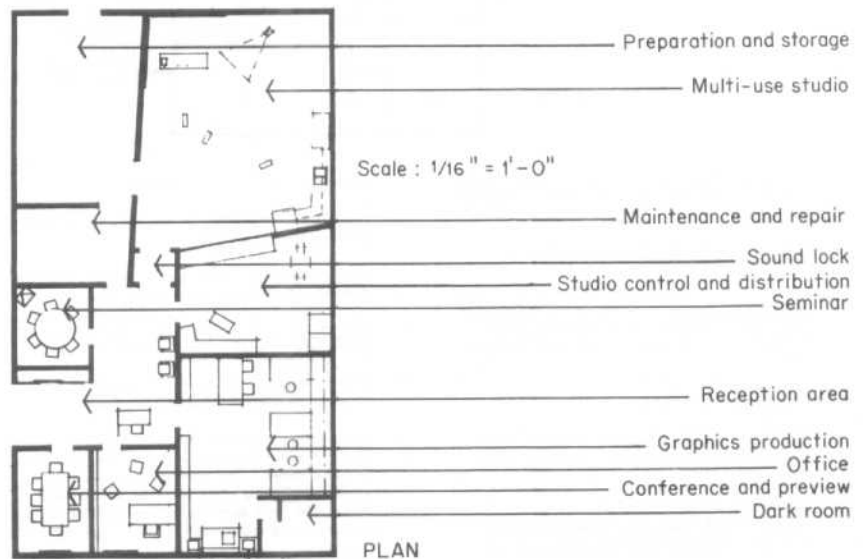 Preparation and storage
Multi-use studio
Scale : 1/16" = 1'-0"
Maintenance and repair
Sound lock
Studio control and distribution
Seminar
Reception area
Graphics production
Office
Conference and preview
Dark room
PLAN